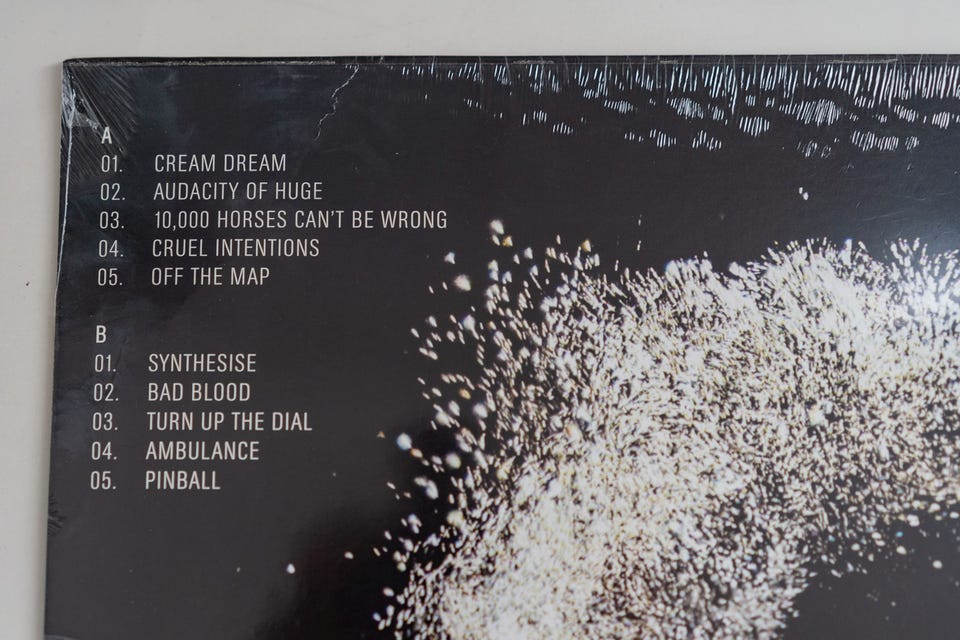 A
01. CREAM DREAM
02. AUDACITY OF HUGE
03. 10,000 HORSES CAN'T BE WRONG
04. CRUEL INTENTIONS
05. OFF THE MAP
B
01. SYNTHESISE
02. BAD BLOOD
03. TURN UP THE DIAL
04. AMBULANCE
05. PINBALL